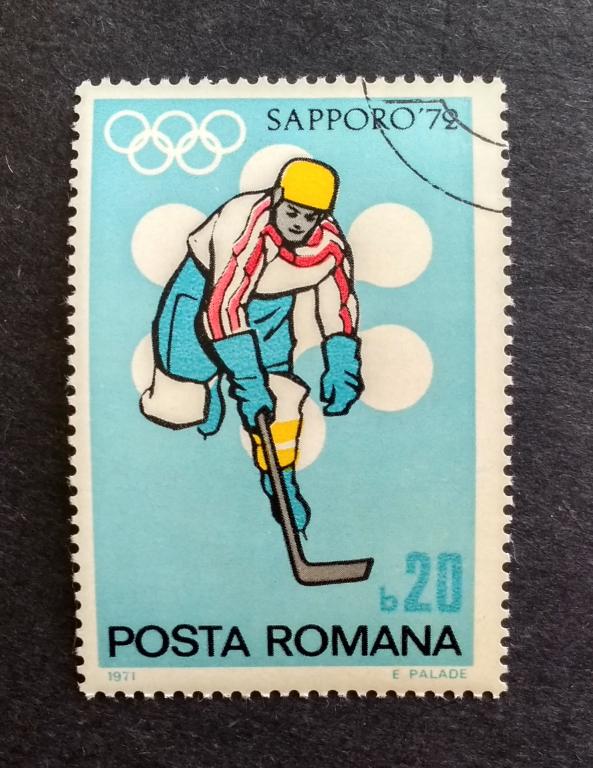 SAPPORO'72
b20
POSTA ROMANA
1971 E PALADE